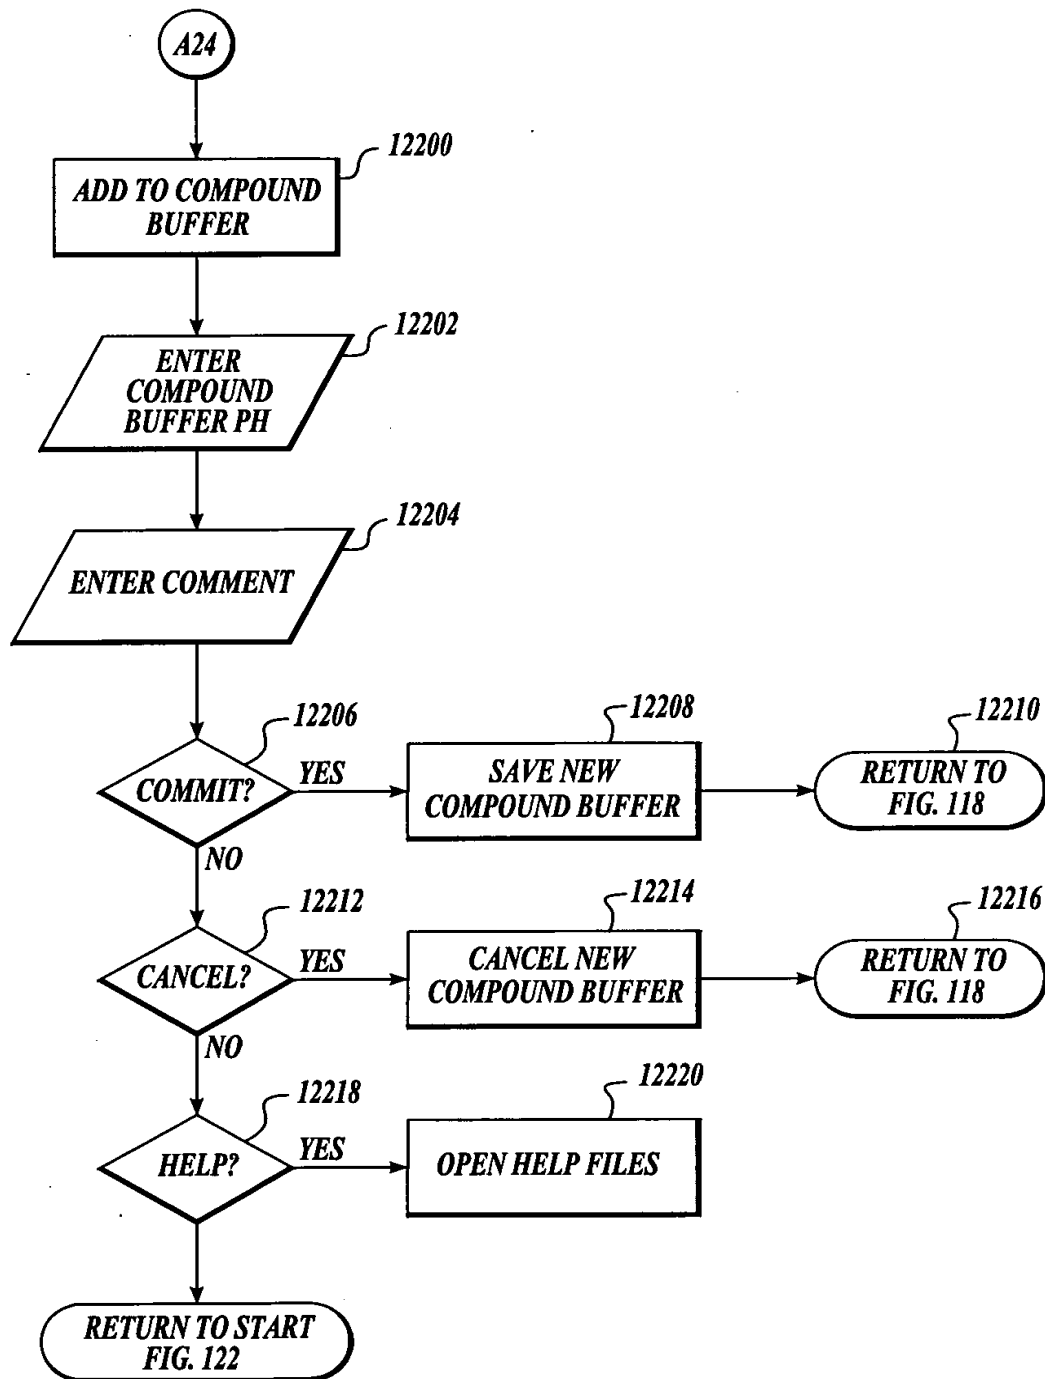 A24
12200
ADD TO COMPOUND
BUFFER
12202
ENTER
COMPOUND
BUFFER PH
12204
ENTER COMMENT
12206
COMMIT?
YES
NO
12208
SAVE NEW
COMPOUND BUFFER
12210
RETURN TO
FIG. 118
12212
CANCEL?
YES
NO
12214
CANCEL NEW
COMPOUND BUFFER
12216
RETURN TO
FIG. 118
12218
HELP?
YES
12220
OPEN HELP FILES
RETURN TO START
FIG. 122